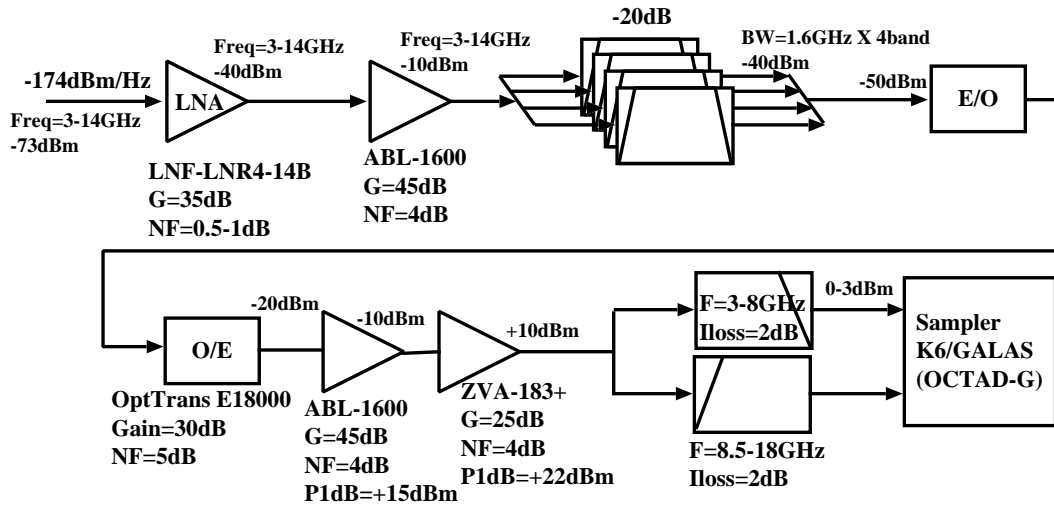 -20dB
Freq=3-14GHz
-40dBm
Freq=3-14GHz
-10dBm
BW=1.6GHz X 4band
-40dBm
-174dBm/Hz
LNA
-50dBm
E/O
Freq=3-14GHz
-73dBm
LNF-LNR4-14B
G=35dB
NF=0.5-1dB
ABL-1600
G=45dB
NF=4dB
-20dBm
-10dBm
+10dBm
0-3dBm
O/E
F=3-8GHz
Iloss=2dB
Sampler
K6/GALAS
(OCTAD-G)
OptTrans E18000
Gain=30dB
NF=5dB
ABL-1600
G=45dB
NF=4dB
P1dB=+15dBm
ZVA-183+
G=25dB
NF=4dB
P1dB=+22dBm
F=8.5-18GHz
Iloss=2dB